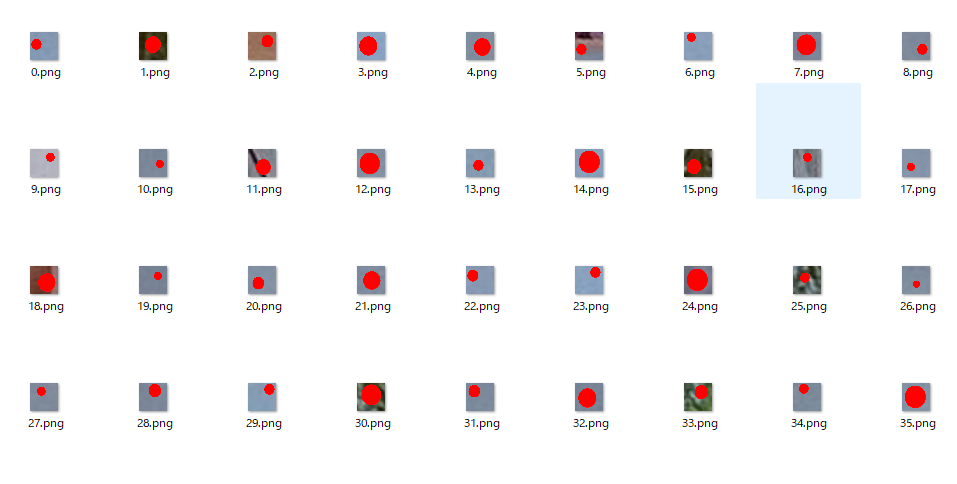 0.png 1.png 2.png 3.png 4.png 5.png 6.png 7.png 8.png
9.png 10.png 11.png 12.png 13.png 14.png 15.png 16.png 17.png
18.png 19.png 20.png 21.png 22.png 23.png 24.png 25.png 26.png
27.png 28.png 29.png 30.png 31.png 32.png 33.png 34.png 35.png